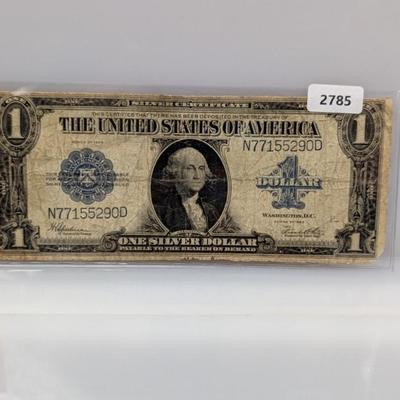 2785
SILVER CERTIFICATE
THIS CERTIFIES THAT THERE HAS BEEN DEPOSITED IN THE TREASURY OF
1 THE UNITED STATES OF AMERICA 1
N77155290D
1
DOLLAR
WASHINGTON, D.C.
N77155290D
1 ONE SILVER DOLLAR 1
PAYABLE TO THE BEARER ON DEMAND